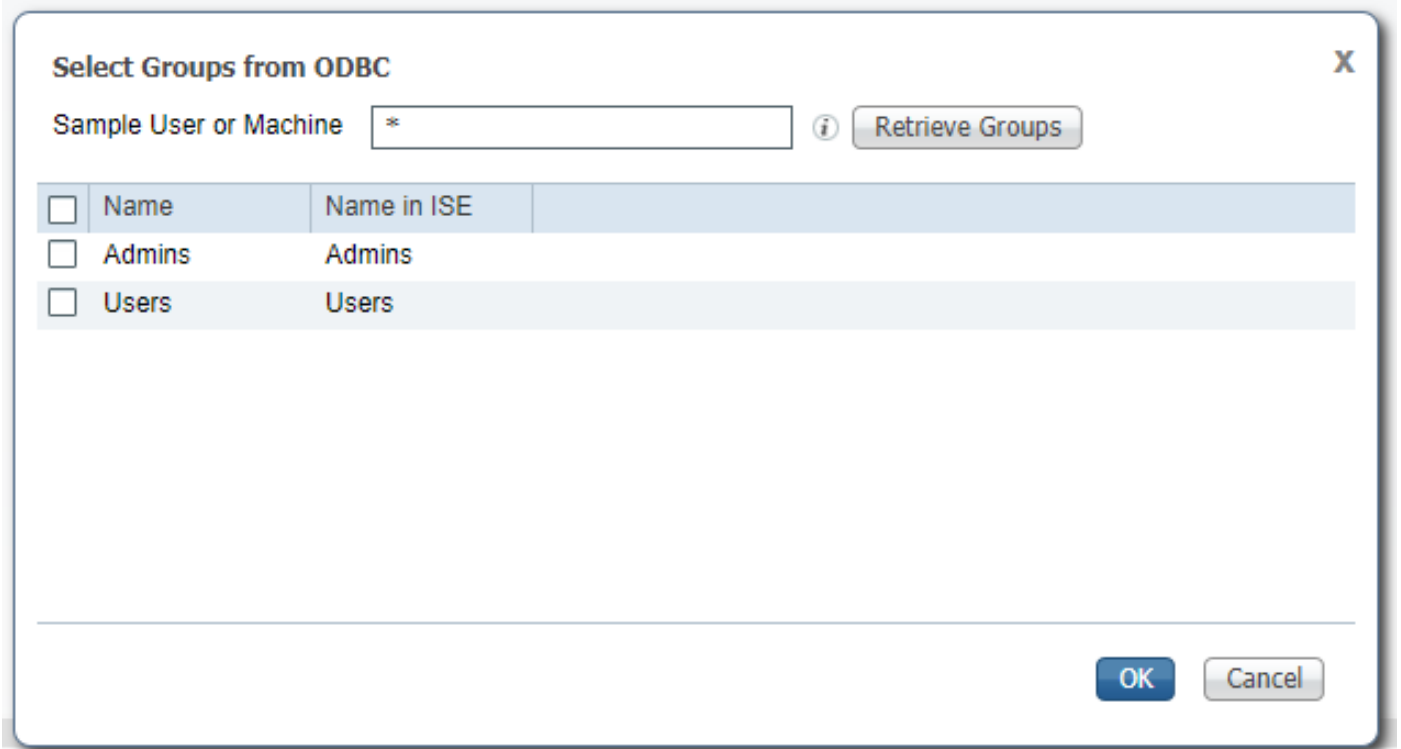 Select Groups from ODBC
X
Sample User or Machine * i Retrieve Groups
Name Name in ISE
Admins Admins
Users Users
OK Cancel